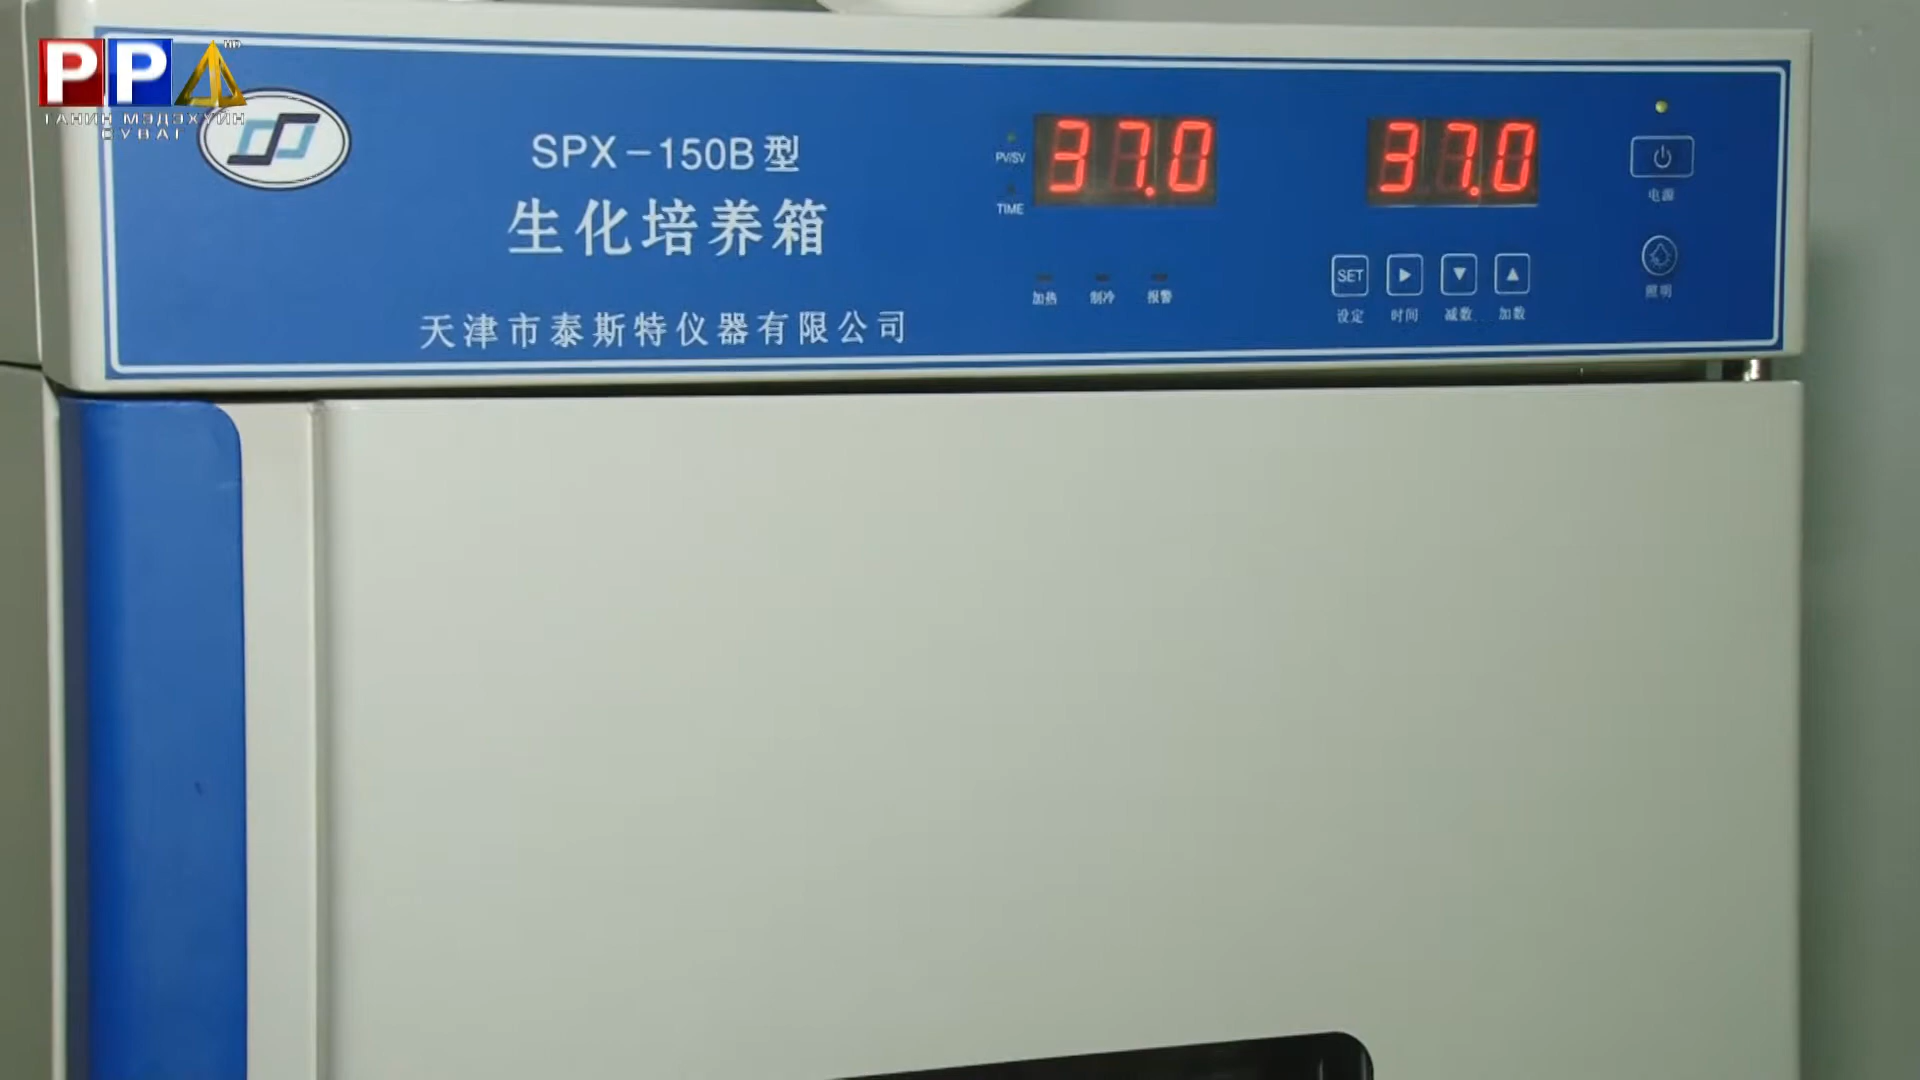 PP HD
ТАНИН МЭДЭХҮЙН
СУВАГ
SPX-150B型
生化培养箱
天津市泰斯特仪器有限公司
PV/SV
TIME
37.0
37.0
加热 制冷 报警
SET
设定 时间 减数 加数
电源
照明